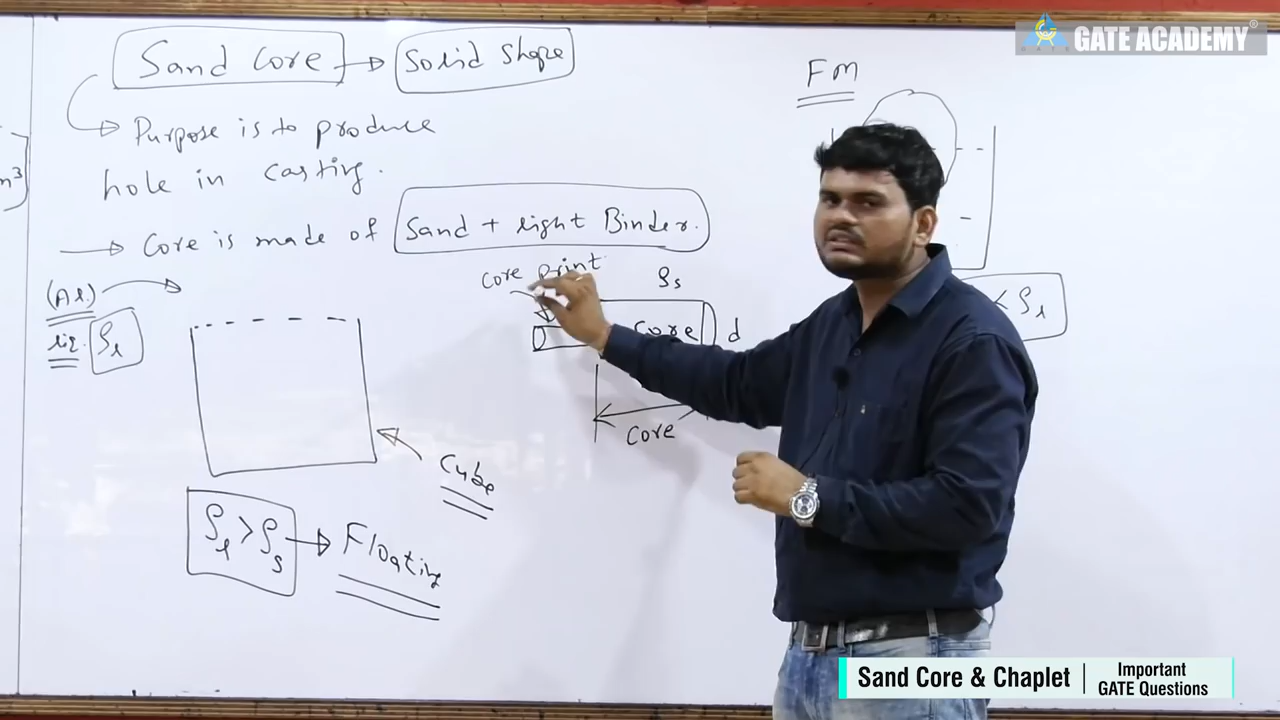 Sand Core → Solid Shape
→ Purpose is to produce
hole in casting.
→ Core is made of Sand + light Binder.
m³
(Al.)
liq. ρl
Core print
ρs
Core
d
Core
Cube
ρl > ρs → Floating
FM
< ρl
GATE ACADEMY®
Sand Core & Chaplet
Important
GATE Questions